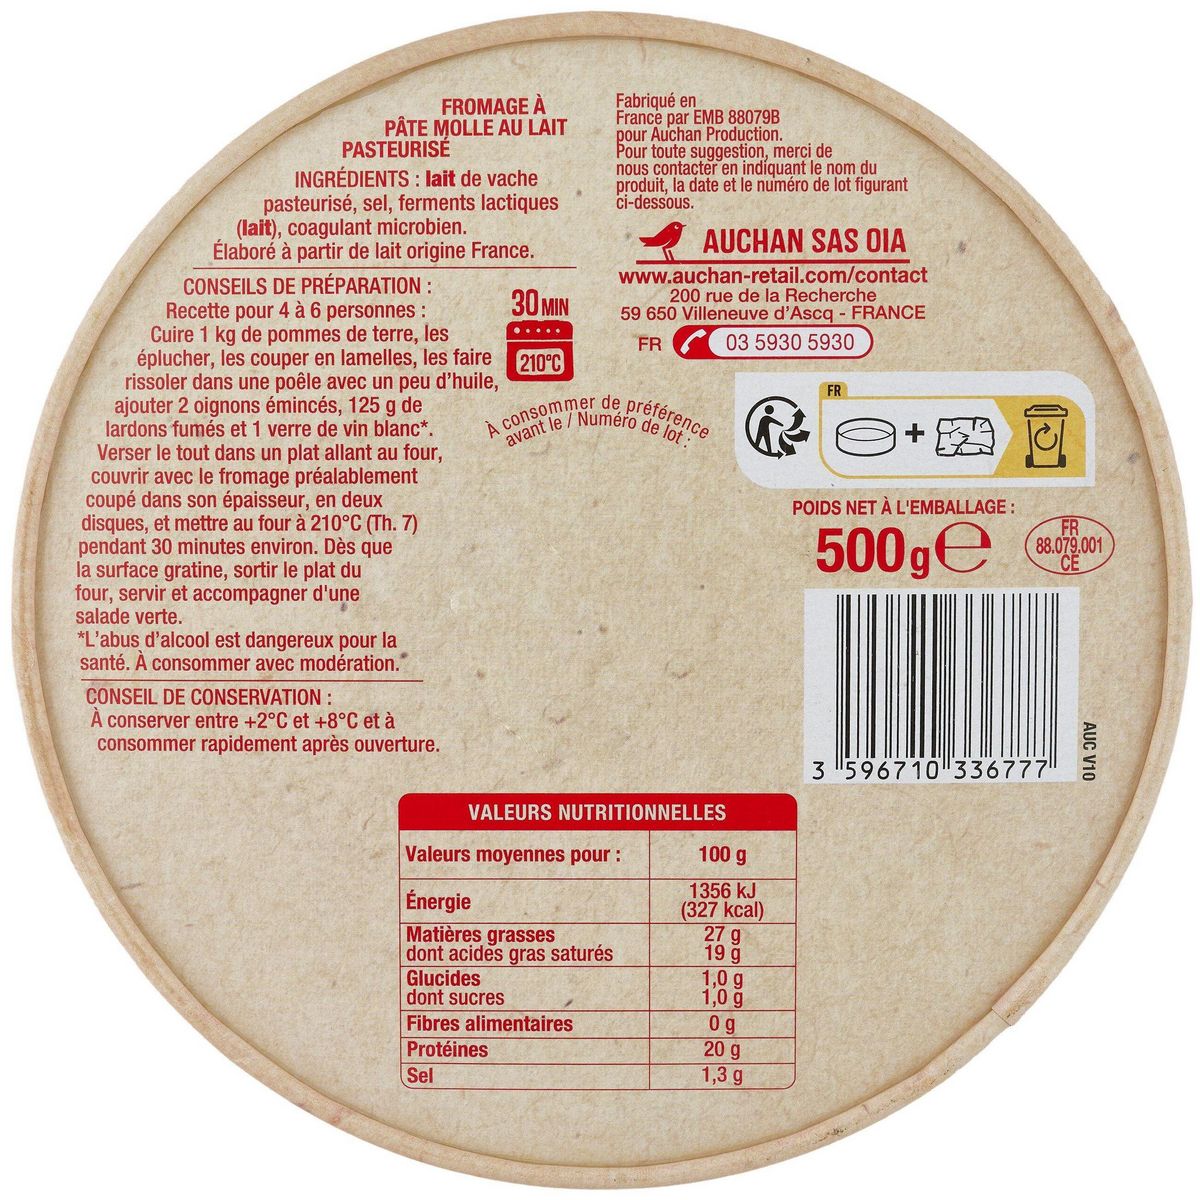 FROMAGE À
PÂTE MOLLE AU LAIT
PASTEURISÉ
INGRÉDIENTS : lait de vache
pasteurisé, sel, ferments lactiques
(lait), coagulant microbien.
Élaboré à partir de lait origine France.
CONSEILS DE PRÉPARATION :
Recette pour 4 à 6 personnes :
Cuire 1 kg de pommes de terre, les
éplucher, les couper en lamelles, les faire
rissoler dans une poêle avec un peu d'huile,
ajouter 2 oignons émincés, 125 g de
lardons fumés et 1 verre de vin blanc*.
Verser le tout dans un plat allant au four,
couvrir avec le fromage préalablement
coupé dans son épaisseur, en deux
disques, et mettre au four à 210°C (Th. 7)
pendant 30 minutes environ. Dès que
la surface gratine, sortir le plat du
four, servir et accompagner d'une
salade verte.
*L'abus d'alcool est dangereux pour la
santé. À consommer avec modération.
CONSEIL DE CONSERVATION :
À conserver entre +2°C et +8°C et à
consommer rapidement après ouverture.
30 MIN
210°C
À consommer de préférence
avant le / Numéro de lot :
Fabriqué en
France par EMB 88079B
pour Auchan Production.
Pour toute suggestion, merci de
nous contacter en indiquant le nom du
produit, la date et le numéro de lot figurant
ci-dessous.
AUCHAN SAS OIA
www.auchan-retail.com/contact
200 rue de la Recherche
59 650 Villeneuve d'Ascq - FRANCE
FR 03 5930 5930
FR
+
POIDS NET À L'EMBALLAGE :
500 g ℮
FR
88.079.001
CE
3 596710 336777
AUC V10
VALEURS NUTRITIONNELLES
Valeurs moyennes pour : 100 g
Énergie 1356 kJ
(327 kcal)
Matières grasses 27 g
dont acides gras saturés 19 g
Glucides 1,0 g
dont sucres 1,0 g
Fibres alimentaires 0 g
Protéines 20 g
Sel 1,3 g